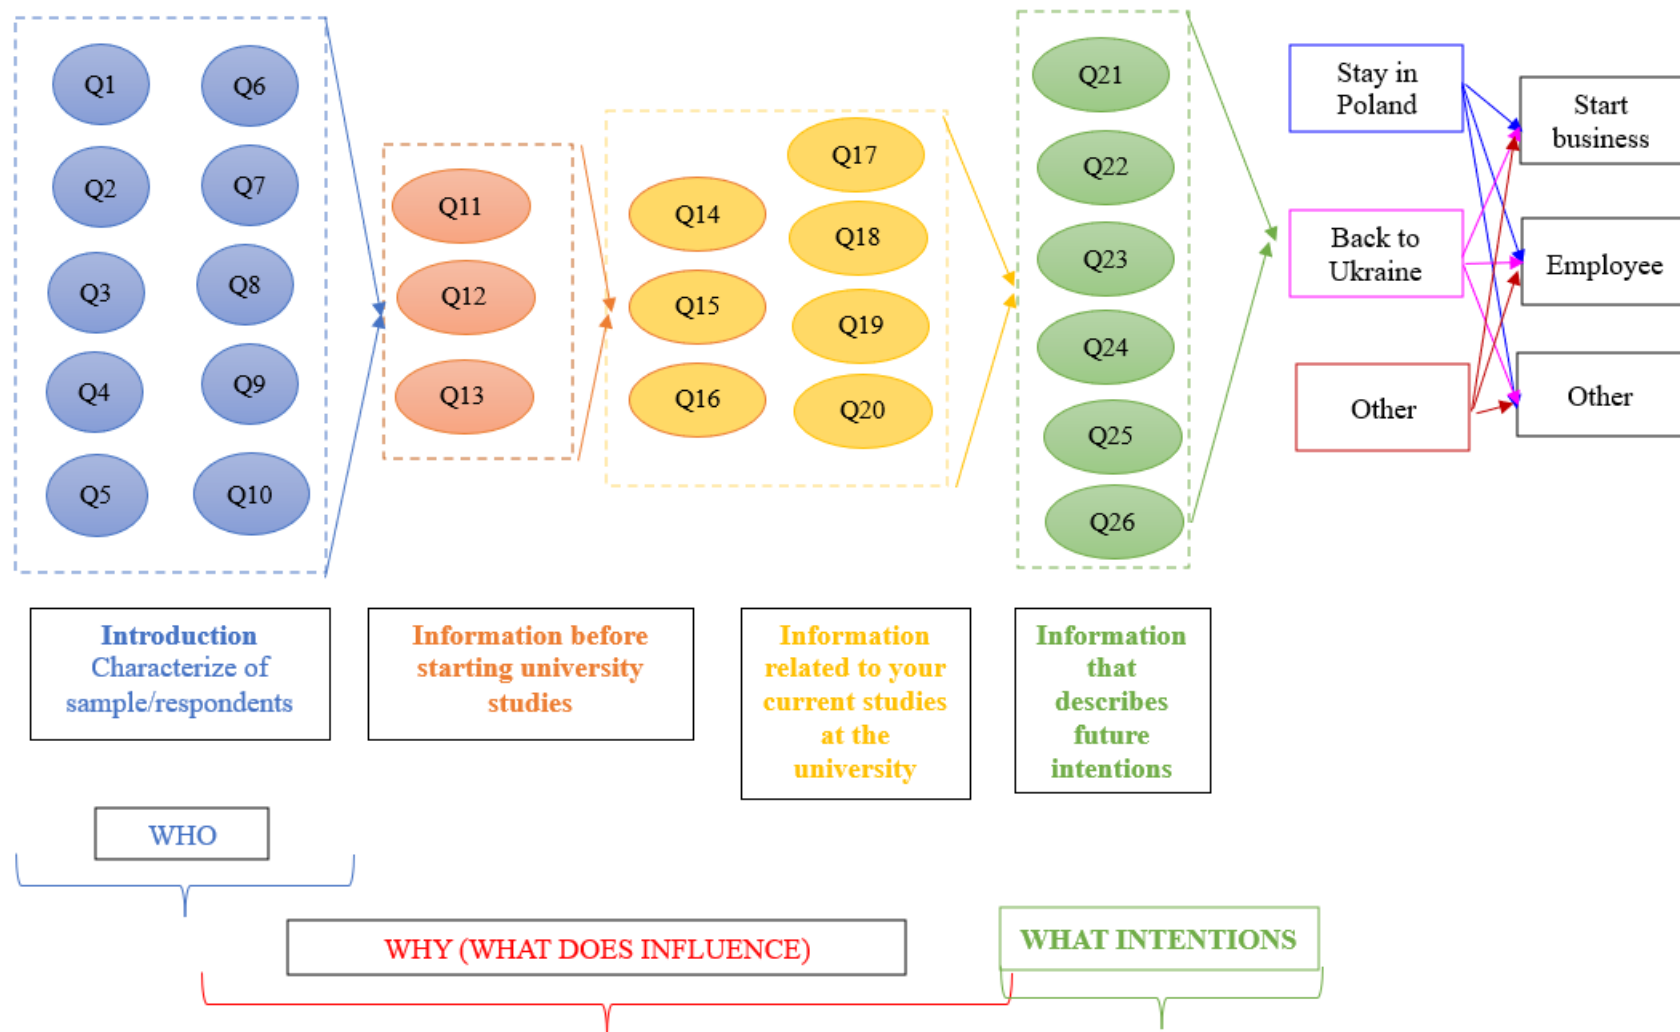 Q1
Q6
Q2
Q7
Q3
Q8
Q4
Q9
Q5
Q10
Q11
Q12
Q13
Q14
Q15
Q16
Q17
Q18
Q19
Q20
Q21
Q22
Q23
Q24
Q25
Q26
Stay in
Poland
Back to
Ukraine
Other
Start
business
Employee
Other
Introduction
Characterize of
sample/respondents
Information before
starting university
studies
Information
related to your
current studies
at the
university
Information
that
describes
future
intentions
WHO
WHY (WHAT DOES INFLUENCE)
WHAT INTENTIONS